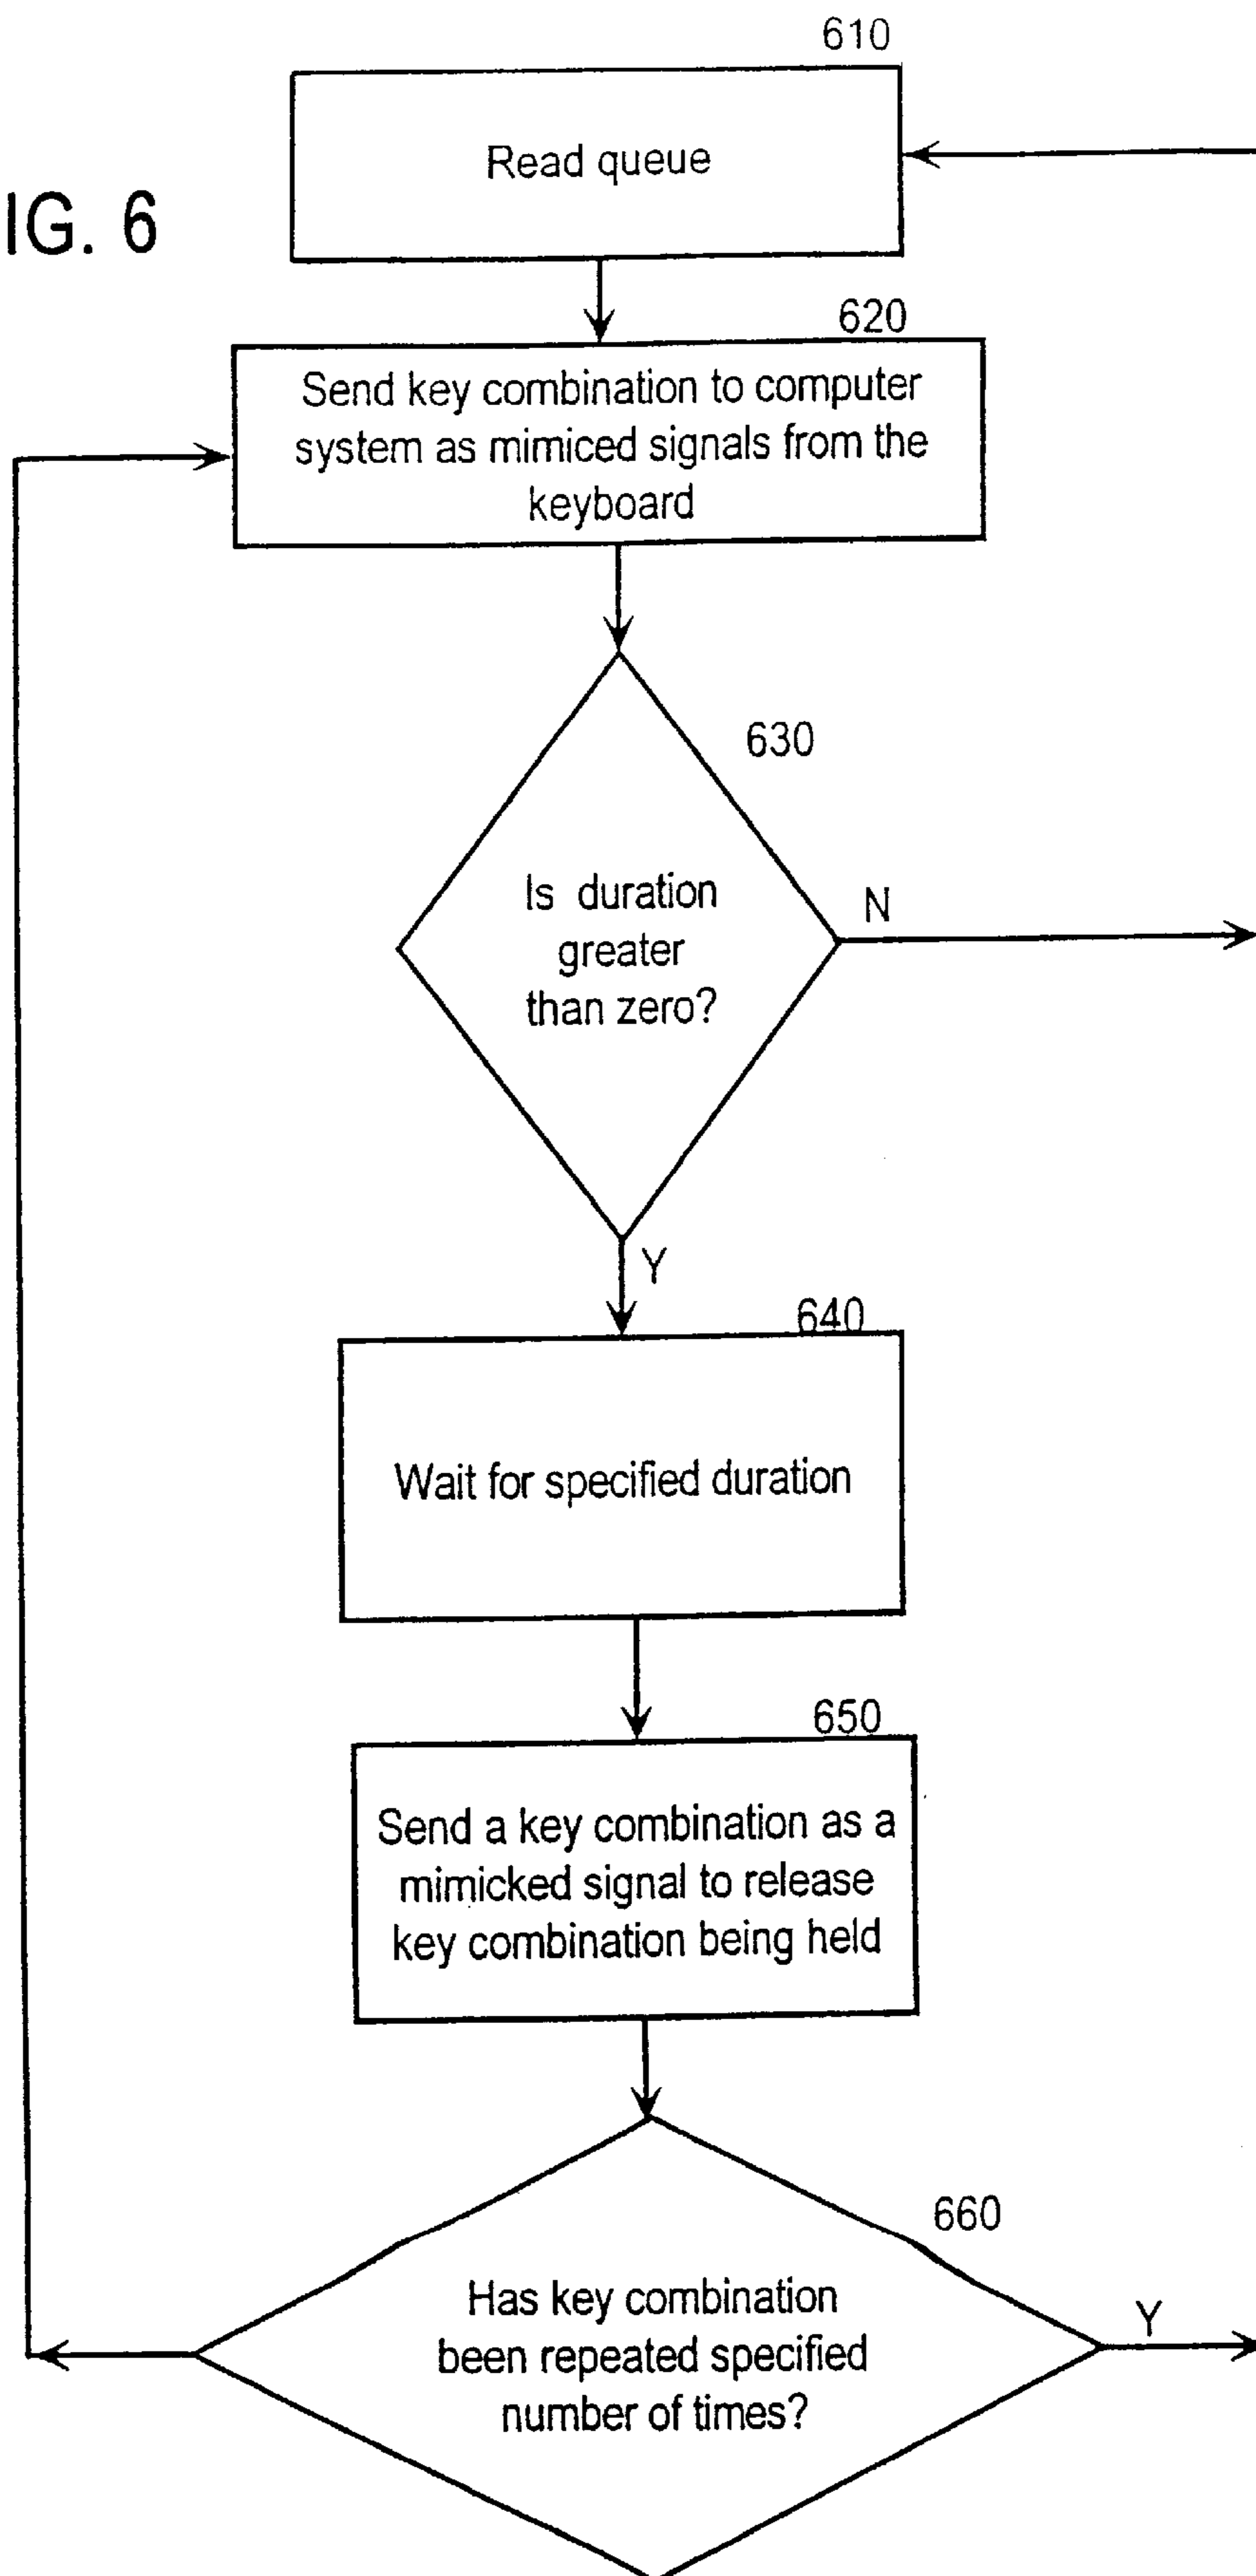 610
Read queue
IG. 6
620
Send key combination to computer
system as mimiced signals from the
keyboard
630
Is duration
greater
than zero?
N
Y
640
Wait for specified duration
650
Send a key combination as a
mimicked signal to release
key combination being held
660
Has key combination
been repeated specified
number of times?
Y